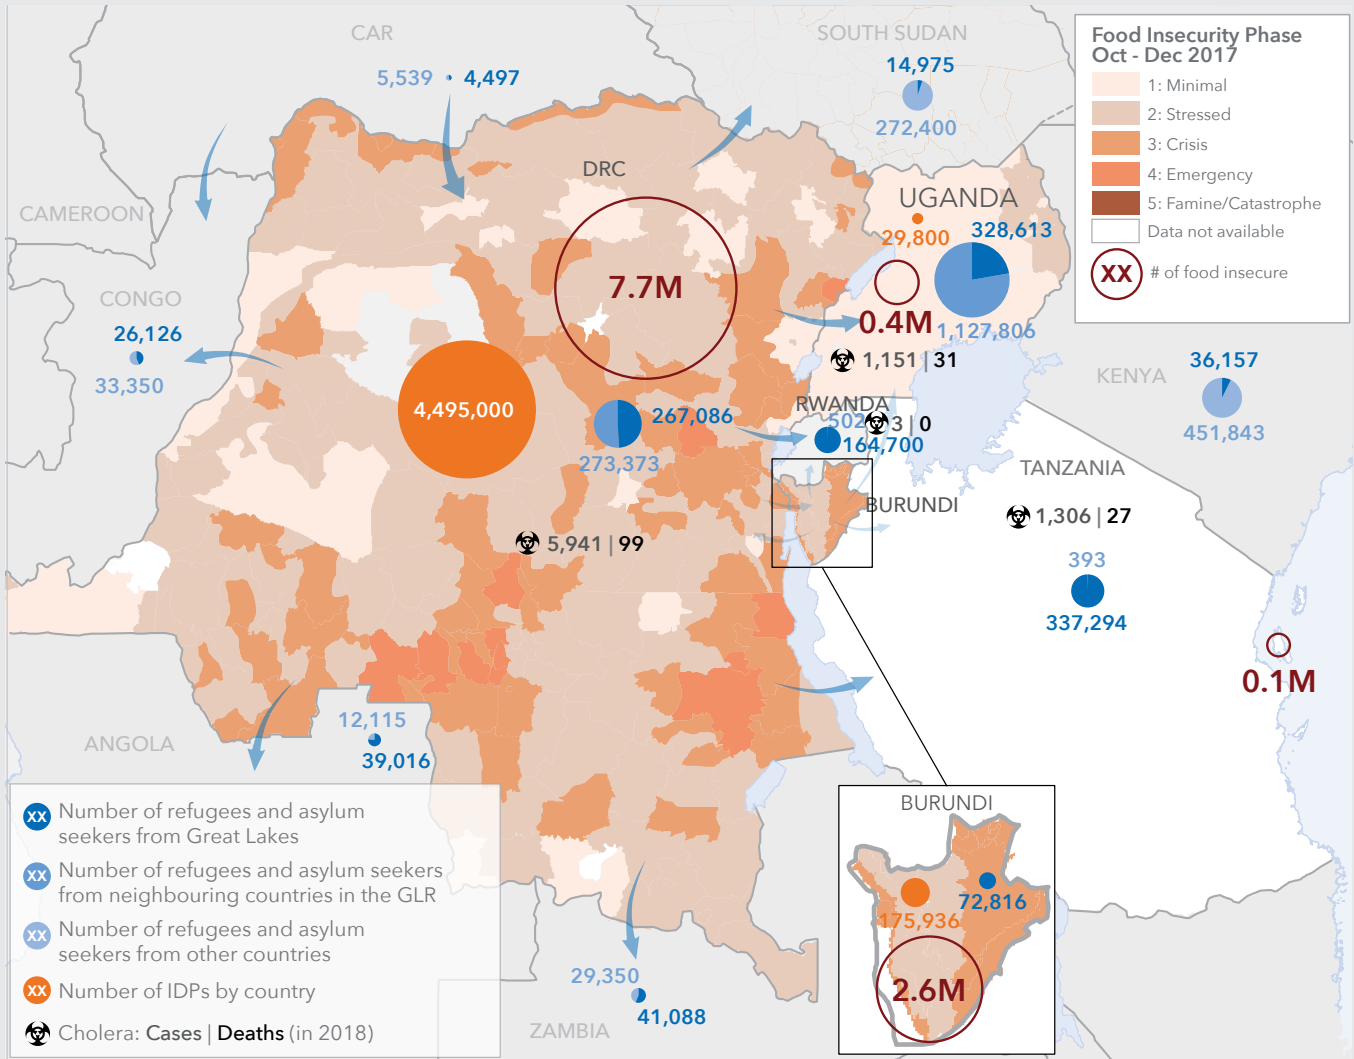 CAR
5,539
4,497
SOUTH SUDAN
14,975
272,400
Food Insecurity Phase
Oct - Dec 2017
1: Minimal
2: Stressed
3: Crisis
4: Emergency
5: Famine/Catastrophe
Data not available
XX
# of food insecure
DRC
UGANDA
29,800
328,613
CAMEROON
7.7M
0.4M
1,127,806
CONGO
26,126
33,350
1,151 | 31
KENYA
36,157
451,843
4,495,000
267,086
273,373
RWANDA
502
3 | 0
164,700
TANZANIA
BURUNDI
1,306 | 27
5,941 | 99
393
337,294
0.1M
ANGOLA
12,115
39,016
XX
Number of refugees and asylum
seekers from Great Lakes
XX
Number of refugees and asylum seekers
from neighbouring countries in the GLR
XX
Number of refugees and asylum
seekers from other countries
XX
Number of IDPs by country
Cholera: Cases | Deaths (in 2018)
BURUNDI
175,936
72,816
2.6M
29,350
41,088
ZAMBIA